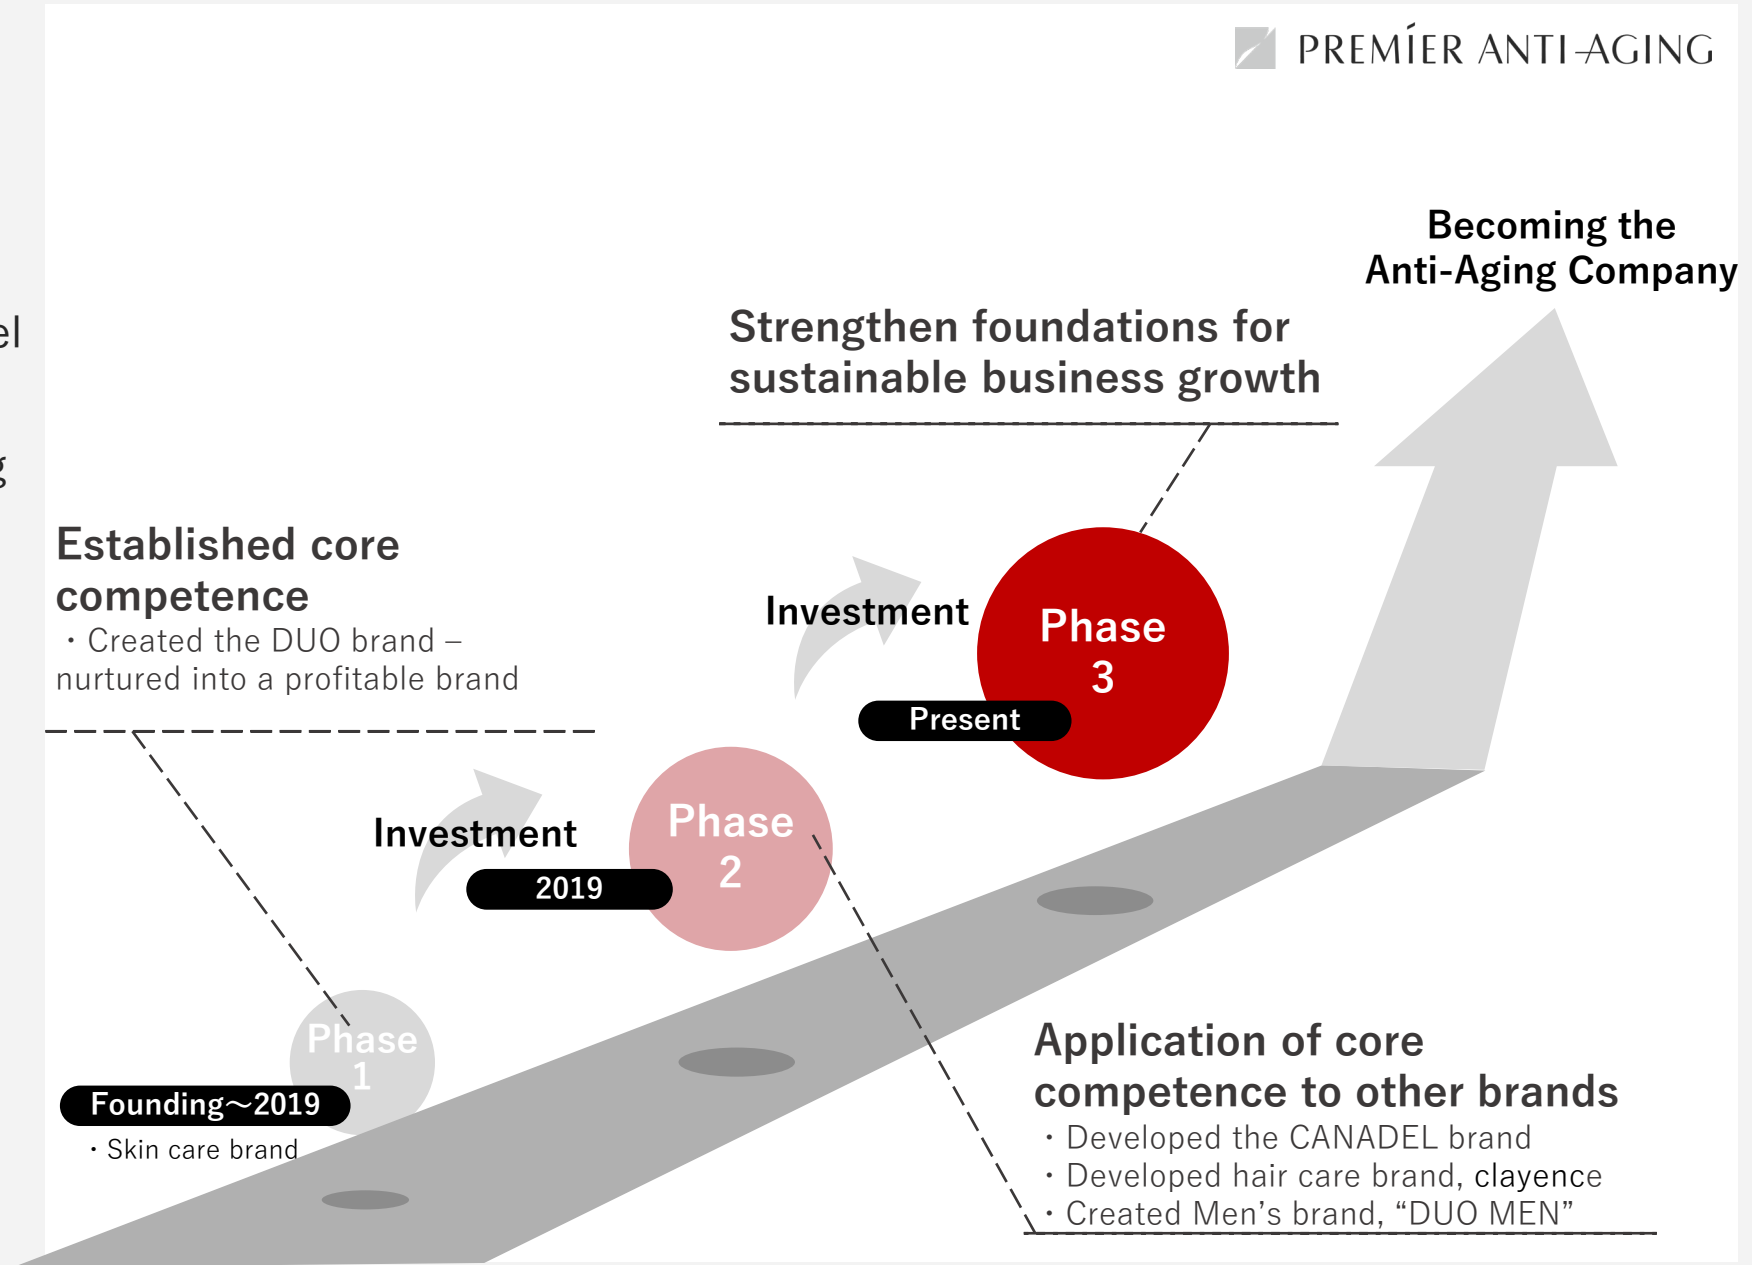 PREMÍER ANTI-AGING
Becoming the
Anti-Aging Company
Strengthen foundations for
sustainable business growth
el
g
Established core
competence
・Created the DUO brand –
nurtured into a profitable brand
Investment
Phase
3
Present
Investment
Phase
2
2019
Phase
1
Founding～2019
・Skin care brand
Application of core
competence to other brands
・Developed the CANADEL brand
・Developed hair care brand, clayence
・Created Men's brand, “DUO MEN”